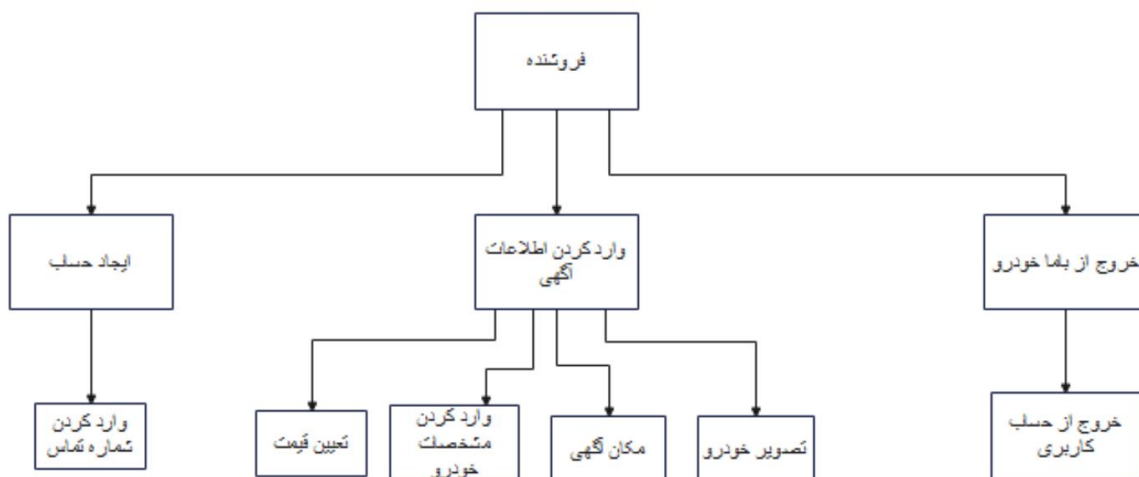 فروشنده
ایجاد حساب
وارد کردن اطلاعات
آگهی
خروج از باما خودرو
وارد کردن
شماره تماس
تعیین قیمت
وارد کردن
مشخصات
خودرو
مکان آگهی
تصویر خودرو
خروج از حساب
کاربری